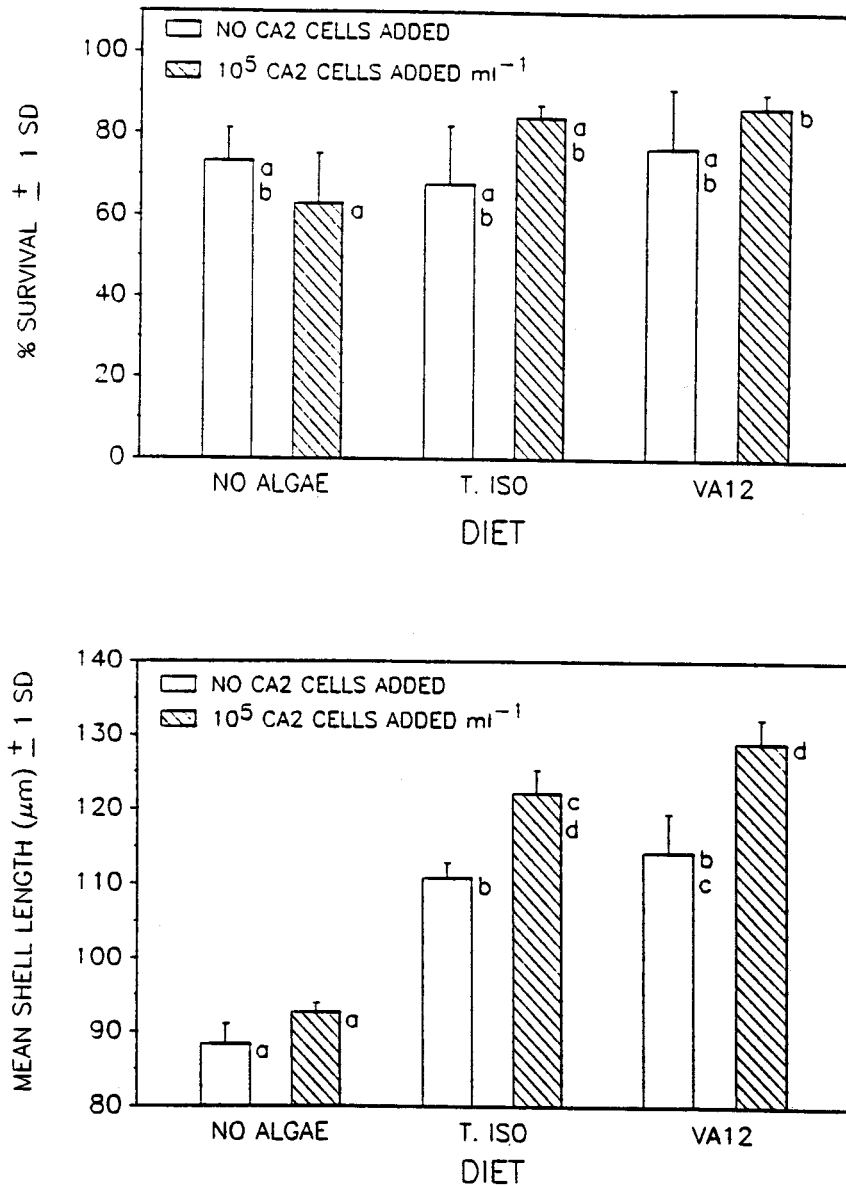 % SURVIVAL ± 1 SD
100
80
60
40
20
0
NO CA2 CELLS ADDED
10⁵ CA2 CELLS ADDED ml⁻¹
a
b
a
a
b
a
b
a
b
b
NO ALGAE T. ISO VA12
DIET
MEAN SHELL LENGTH (μm) ± 1 SD
140
130
120
110
100
90
80
NO CA2 CELLS ADDED
10⁵ CA2 CELLS ADDED ml⁻¹
a
a
b
c
d
b
c
d
NO ALGAE T. ISO VA12
DIET